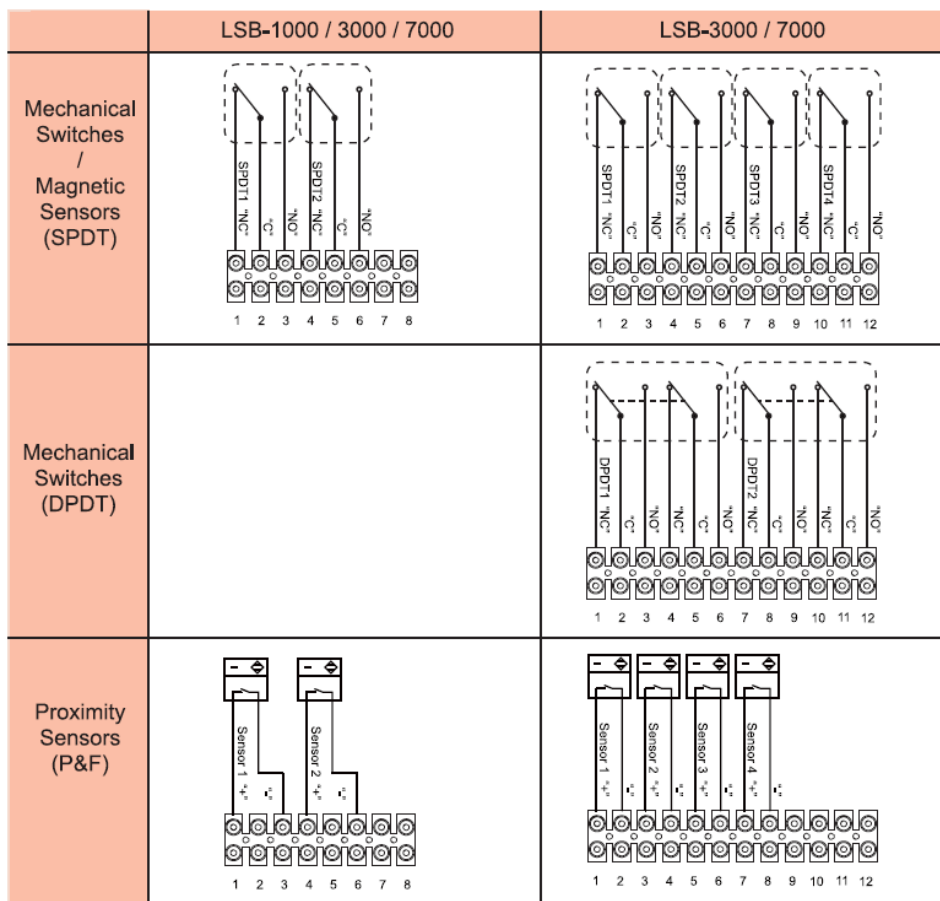 LSB-1000 / 3000 / 7000
LSB-3000 / 7000
Mechanical
Switches
/
Magnetic
Sensors
(SPDT)
SPDT1 "NC"
"C"
"NO"
SPDT2 "NC"
"C"
"NO"
1 2 3 4 5 6 7 8
SPDT1 "NC"
"C"
"NO"
SPDT2 "NC"
"C"
"NO"
SPDT3 "NC"
"C"
"NO"
SPDT4 "NC"
"C"
"NO"
1 2 3 4 5 6 7 8 9 10 11 12
Mechanical
Switches
(DPDT)
DPDT1 "NC"
"C"
"NO"
"NC"
"C"
"NO"
DPDT2 "NC"
"C"
"NO"
"NC"
"C"
"NO"
1 2 3 4 5 6 7 8 9 10 11 12
Proximity
Sensors
(P&F)
Sensor 1 "+"
"-"
Sensor 2 "+"
"-"
1 2 3 4 5 6 7 8
Sensor 1 "+"
"-"
Sensor 2 "+"
"-"
Sensor 3 "+"
"-"
Sensor 4 "+"
"-"
1 2 3 4 5 6 7 8 9 10 11 12